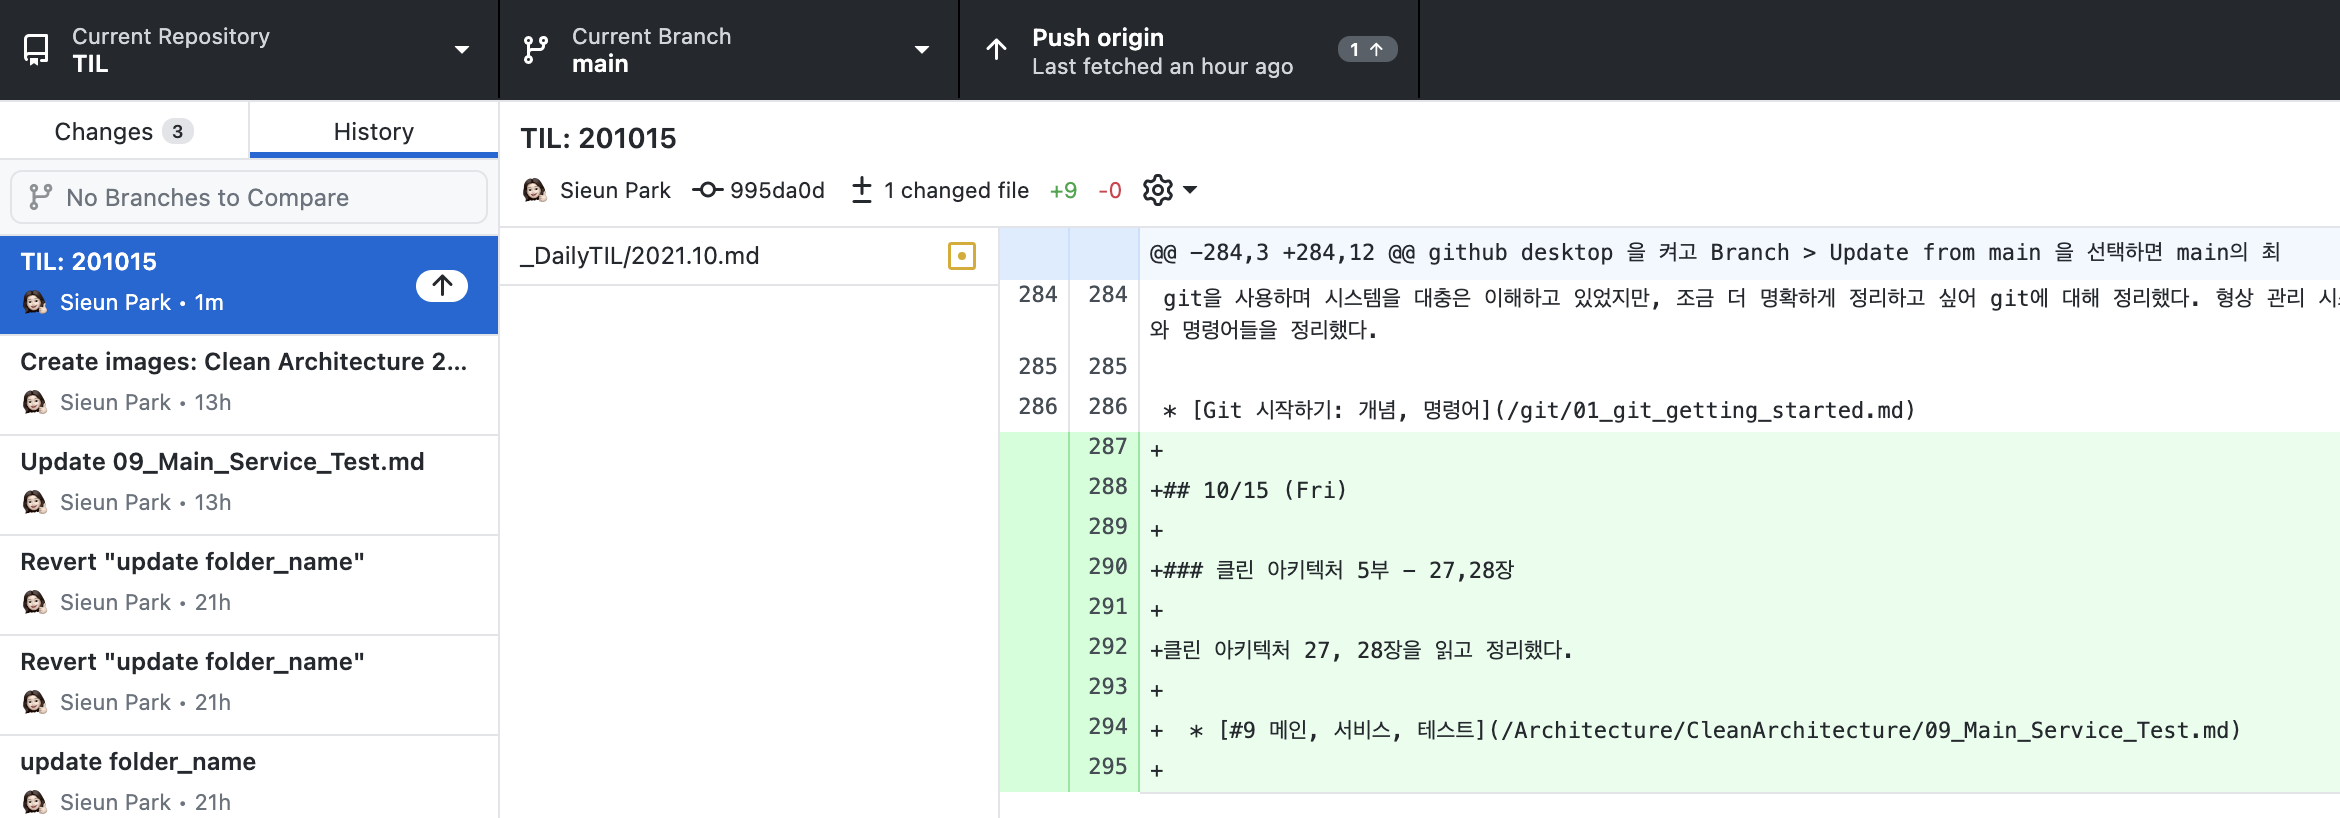 Current Repository
TIL
Current Branch
main
Push origin
Last fetched an hour ago
1
Changes 3
History
No Branches to Compare
TIL: 201015
Sieun Park • 1m
Create images: Clean Architecture 2...
Sieun Park • 13h
Update 09_Main_Service_Test.md
Sieun Park • 13h
Revert "update folder_name"
Sieun Park • 21h
Revert "update folder_name"
Sieun Park • 21h
update folder_name
Sieun Park • 21h
TIL: 201015
Sieun Park 995da0d 1 changed file +9 -0
_DailyTIL/2021.10.md
@@ -284,3 +284,12 @@ github desktop 을 켜고 Branch > Update from main 을 선택하면 main의 최
284 284 git을 사용하며 시스템을 대충은 이해하고 있었지만, 조금 더 명확하게 정리하고 싶어 git에 대해 정리했다. 형상 관리 시
와 명령어들을 정리했다.
285 285
286 286 * [Git 시작하기: 개념, 명령어](/git/01_git_getting_started.md)
287 +
288 +## 10/15 (Fri)
289 +
290 +### 클린 아키텍처 5부 - 27,28장
291 +
292 +클린 아키텍처 27, 28장을 읽고 정리했다.
293 +
294 + * [#9 메인, 서비스, 테스트](/Architecture/CleanArchitecture/09_Main_Service_Test.md)
295 +